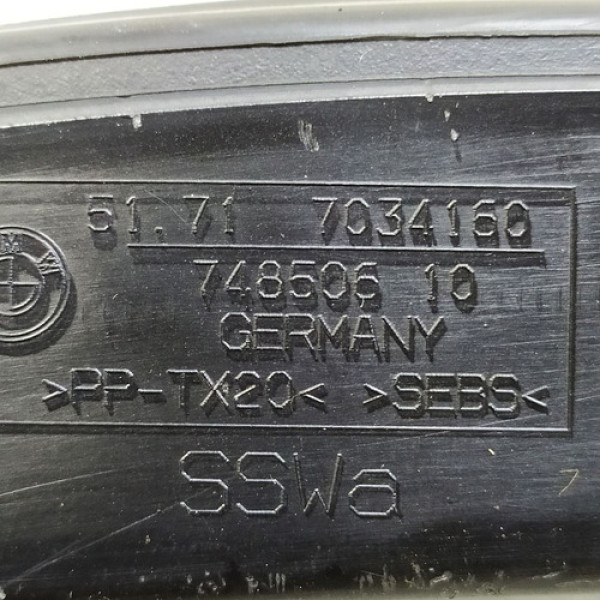 51.71 7034160
748506 10
GERMANY
>PP-TX20< >SEBS<
SSWa